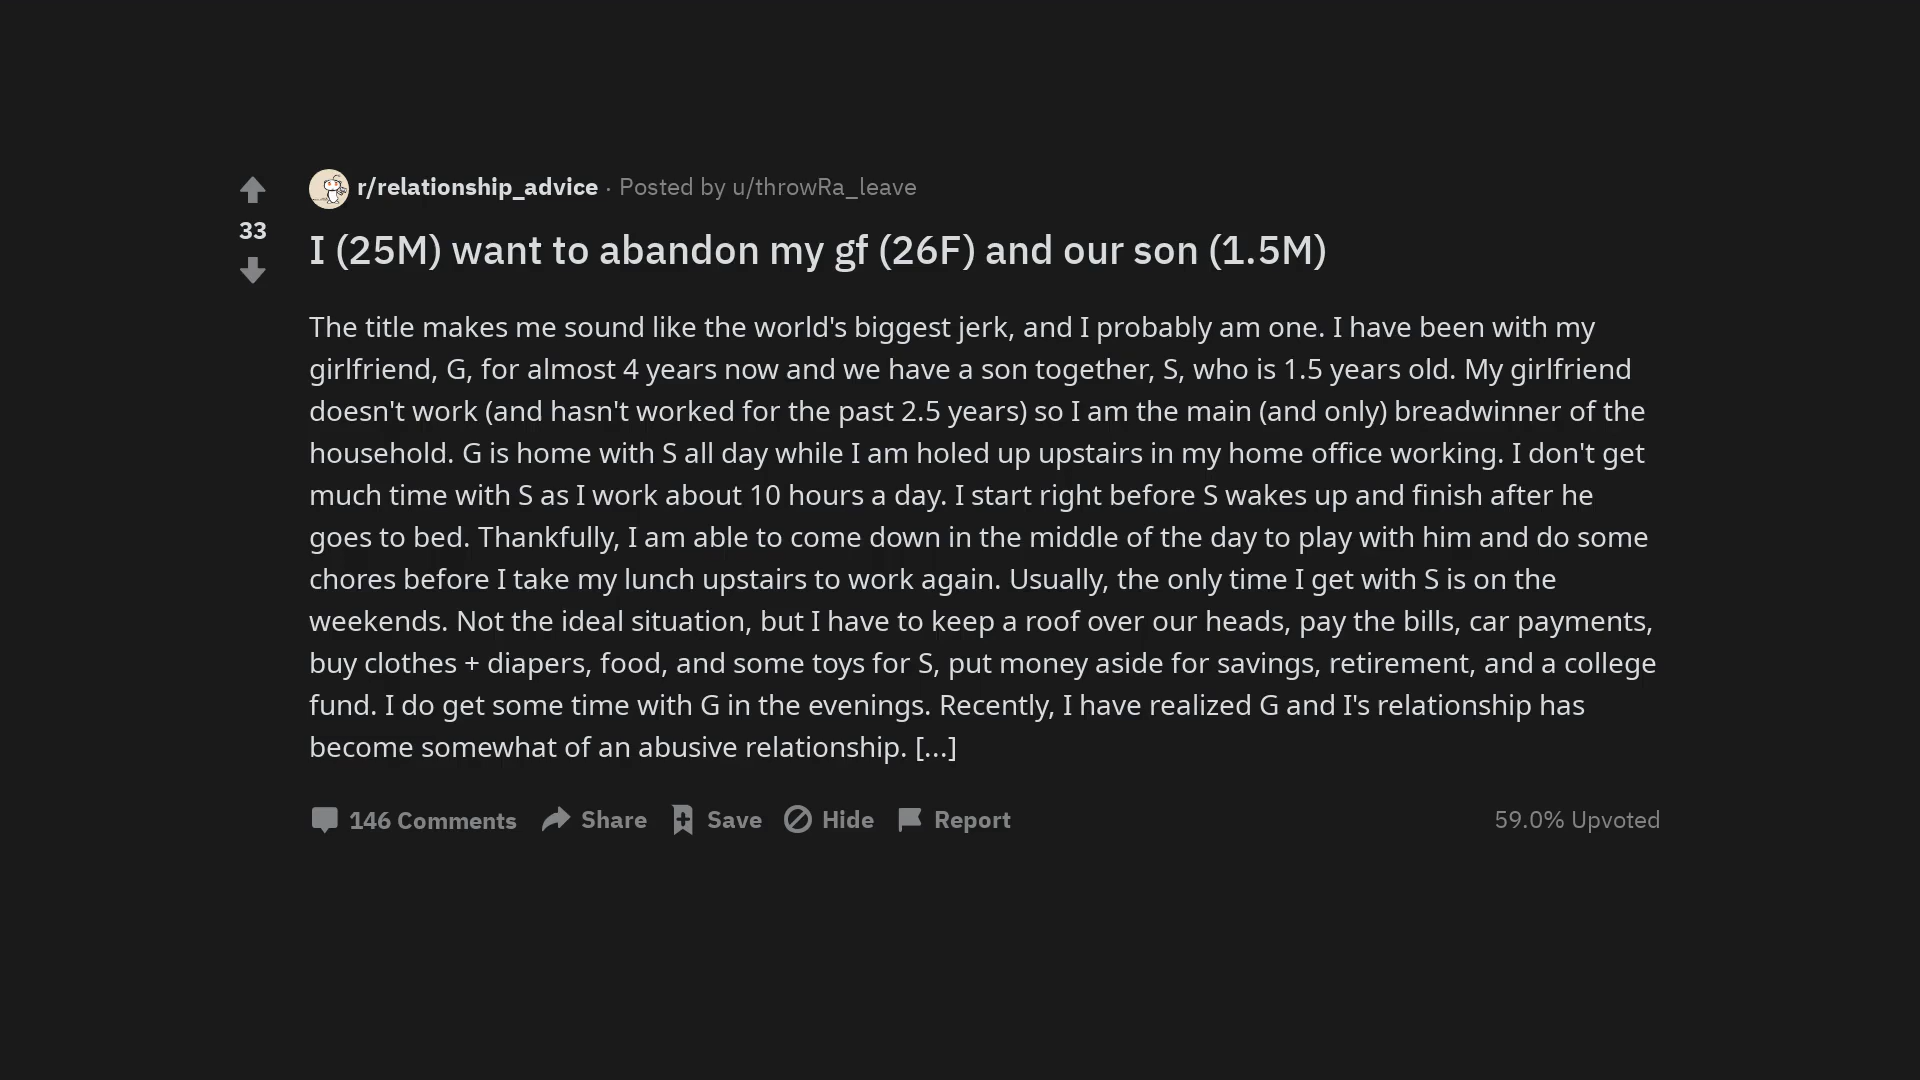 r/relationship_advice · Posted by u/throwRa_leave
33
I (25M) want to abandon my gf (26F) and our son (1.5M)
The title makes me sound like the world's biggest jerk, and I probably am one. I have been with my
girlfriend, G, for almost 4 years now and we have a son together, S, who is 1.5 years old. My girlfriend
doesn't work (and hasn't worked for the past 2.5 years) so I am the main (and only) breadwinner of the
household. G is home with S all day while I am holed up upstairs in my home office working. I don't get
much time with S as I work about 10 hours a day. I start right before S wakes up and finish after he
goes to bed. Thankfully, I am able to come down in the middle of the day to play with him and do some
chores before I take my lunch upstairs to work again. Usually, the only time I get with S is on the
weekends. Not the ideal situation, but I have to keep a roof over our heads, pay the bills, car payments,
buy clothes + diapers, food, and some toys for S, put money aside for savings, retirement, and a college
fund. I do get some time with G in the evenings. Recently, I have realized G and I's relationship has
become somewhat of an abusive relationship. [...]
146 Comments Share Save Hide Report 59.0% Upvoted